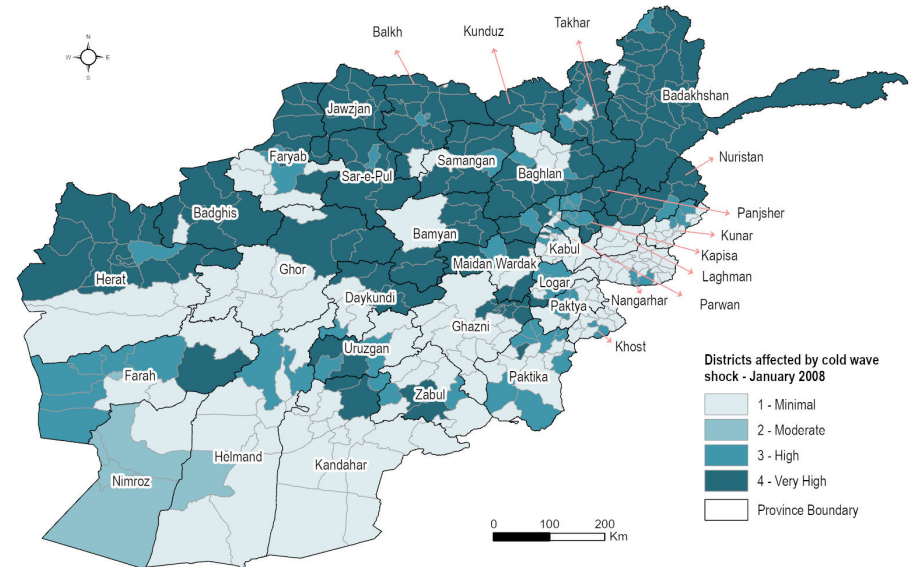 Balkh
Kunduz
Takhar
N
W E
S
Badakhshan
Jawzjan
Nuristan
Faryab
Samangan
Sar-e-Pul
Baghlan
Badghis
Panjsher
Bamyan
Kunar
Kabul
Kapisa
Maidan Wardak
Ghor
Laghman
Herat
Logar
Nangarhar
Daykundi
Parwan
Paktya
Ghazni
Khost
Uruzgan
Districts affected by cold wave
shock - January 2008
Farah
Paktika
Zabul
1 - Minimal
2 - Moderate
3 - High
4 - Very High
Province Boundary
Helmand
Kandahar
Nimroz
0 100 200
Km